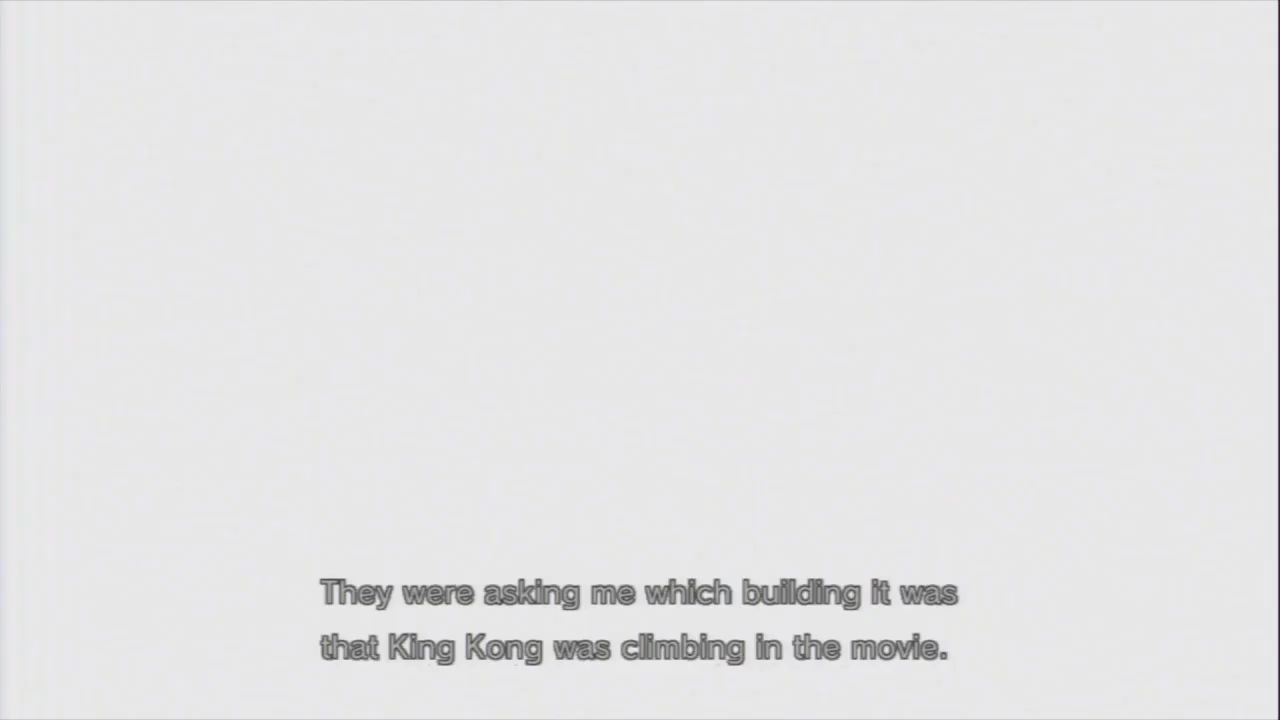 They were asking me which building it was
that King Kong was climbing in the movie.